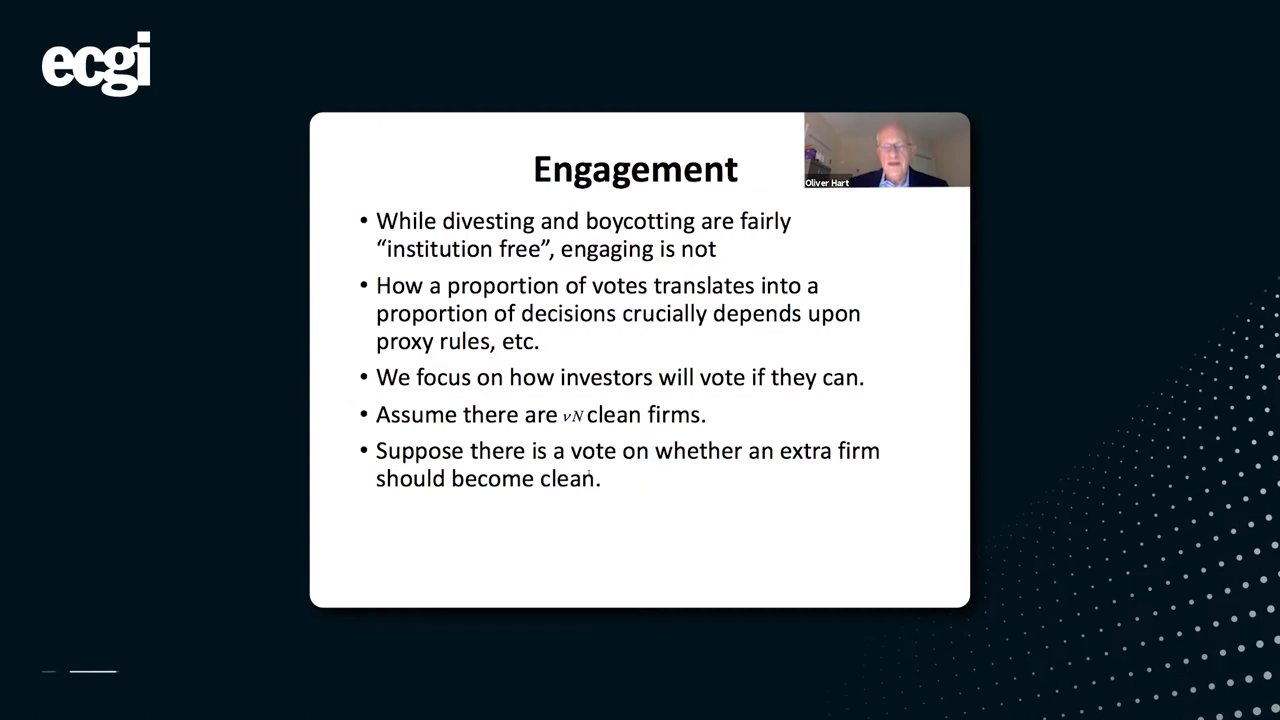 ecgi
Engagement
Oliver Hart
• While divesting and boycotting are fairly
“institution free”, engaging is not
• How a proportion of votes translates into a
proportion of decisions crucially depends upon
proxy rules, etc.
• We focus on how investors will vote if they can.
• Assume there are νN clean firms.
• Suppose there is a vote on whether an extra firm
should become clean.